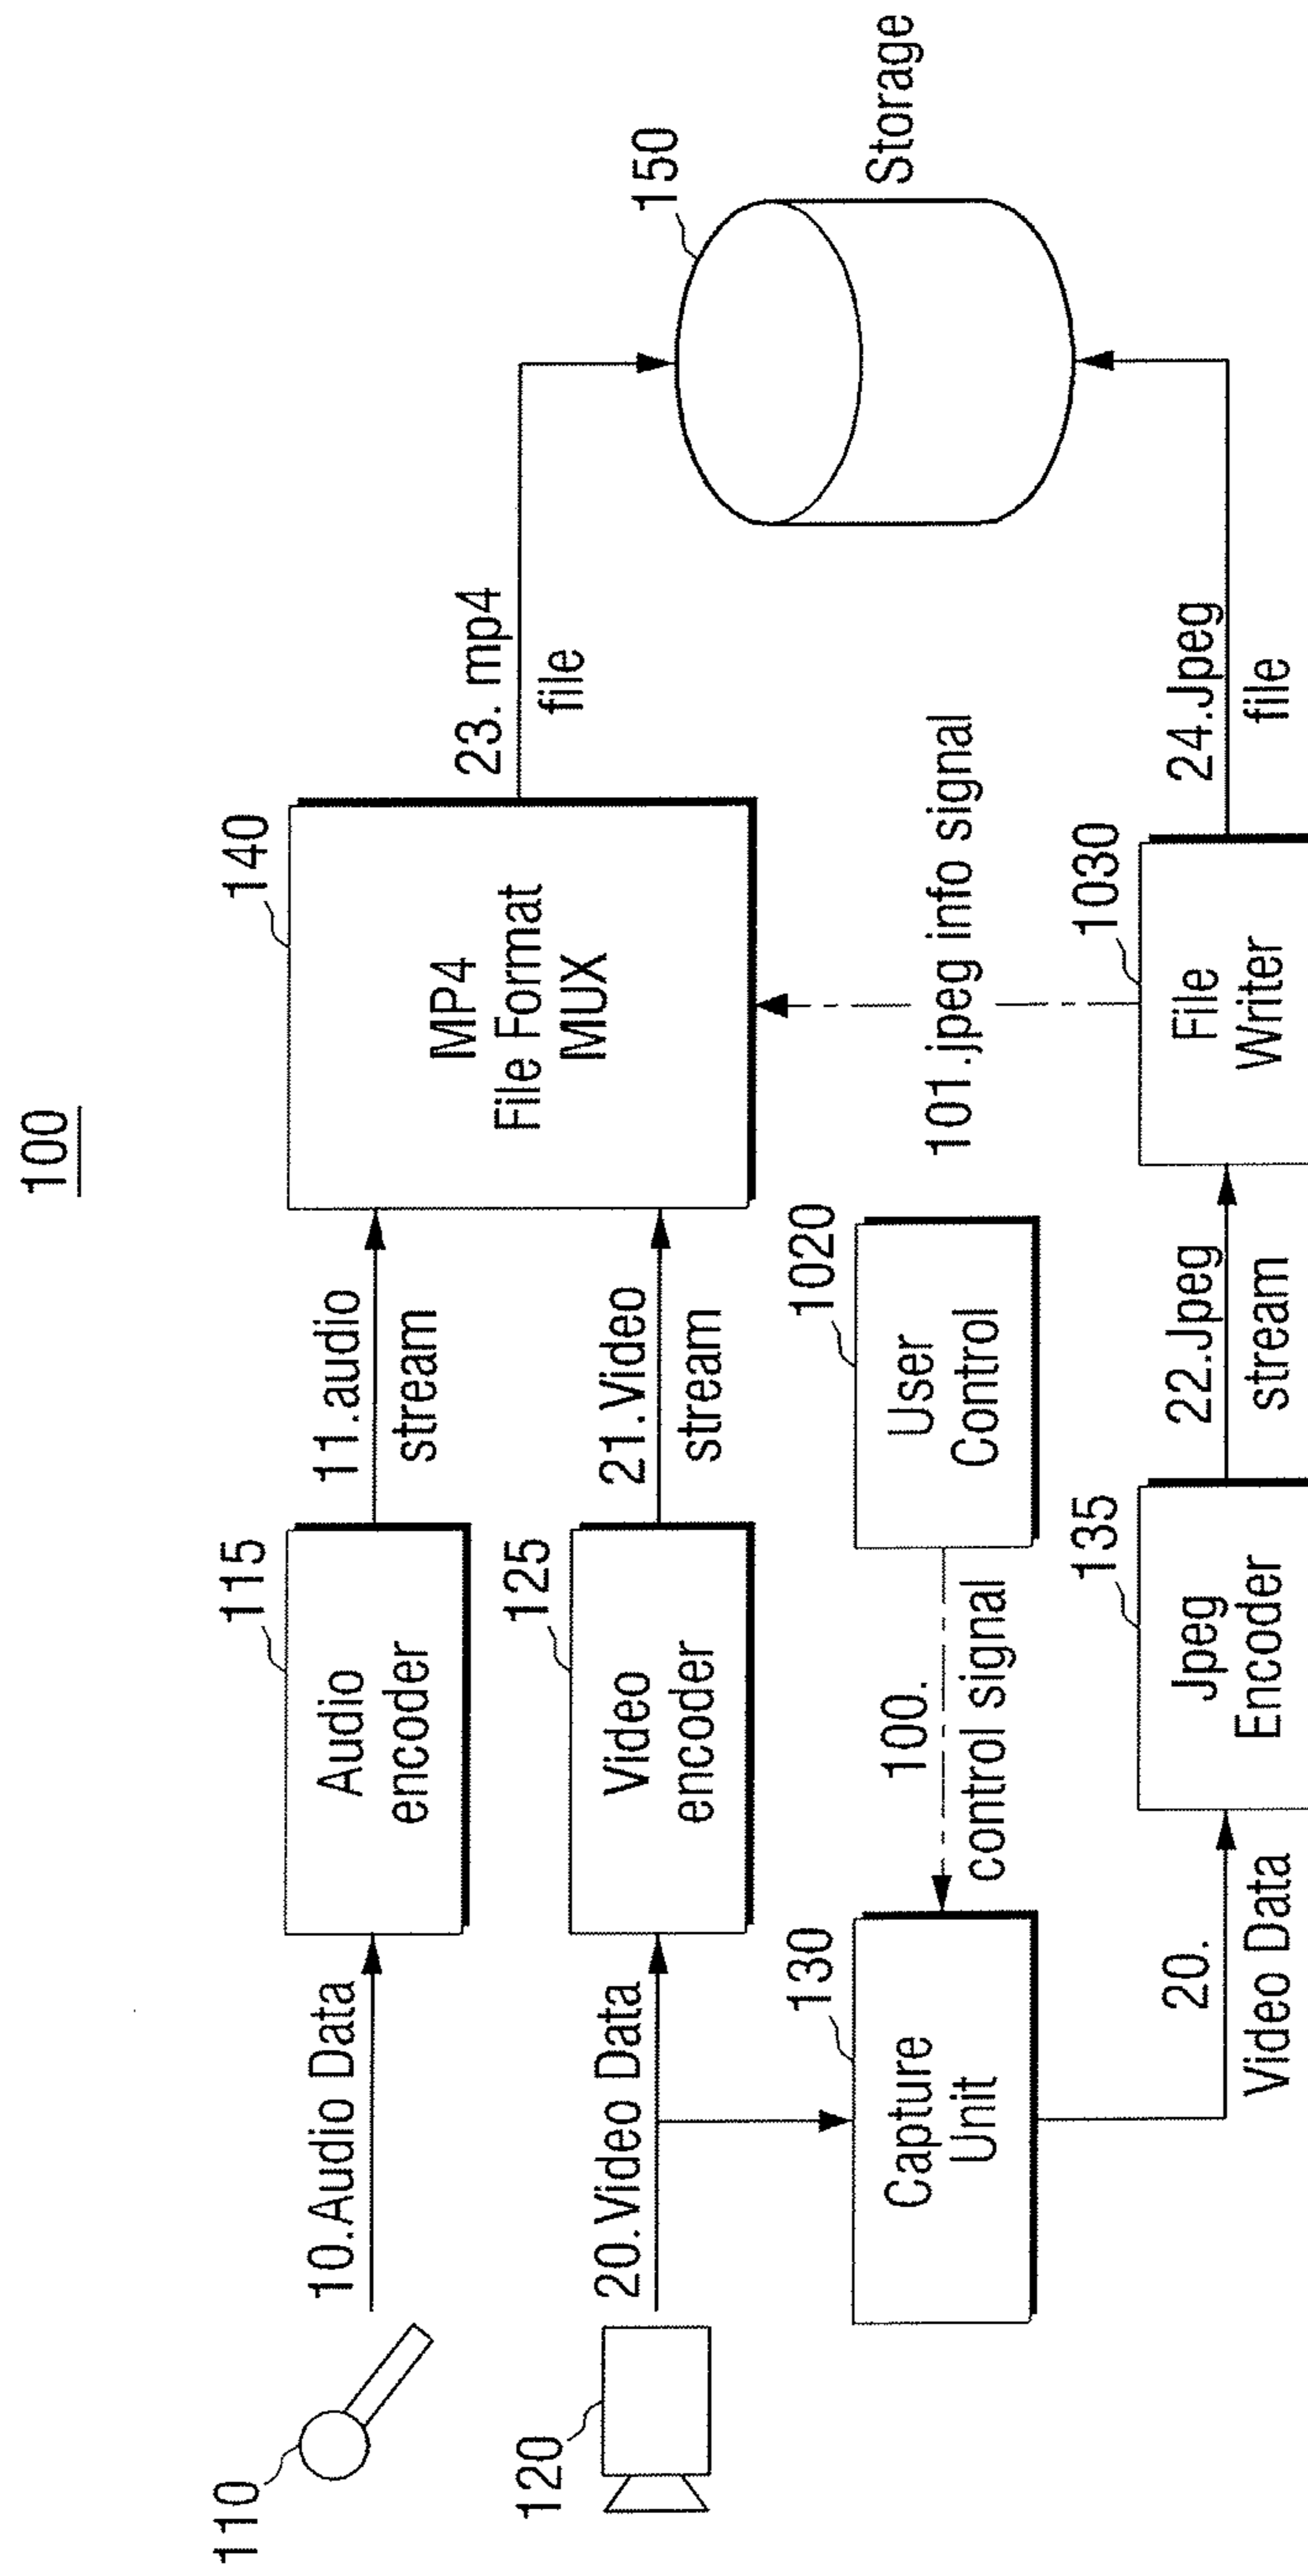 100
110
10.Audio Data
115
Audio
encoder
11.audio
stream
140
MP4
File Format
MUX
23. mp4
file
150
Storage
120
20.Video Data
125
Video
encoder
21.Video
stream
130
Capture
Unit
100.
control signal
1020
User
Control
101.jpeg info signal
20.
Video Data
135
Jpeg
Encoder
22.Jpeg
stream
1030
File
Writer
24.Jpeg
file